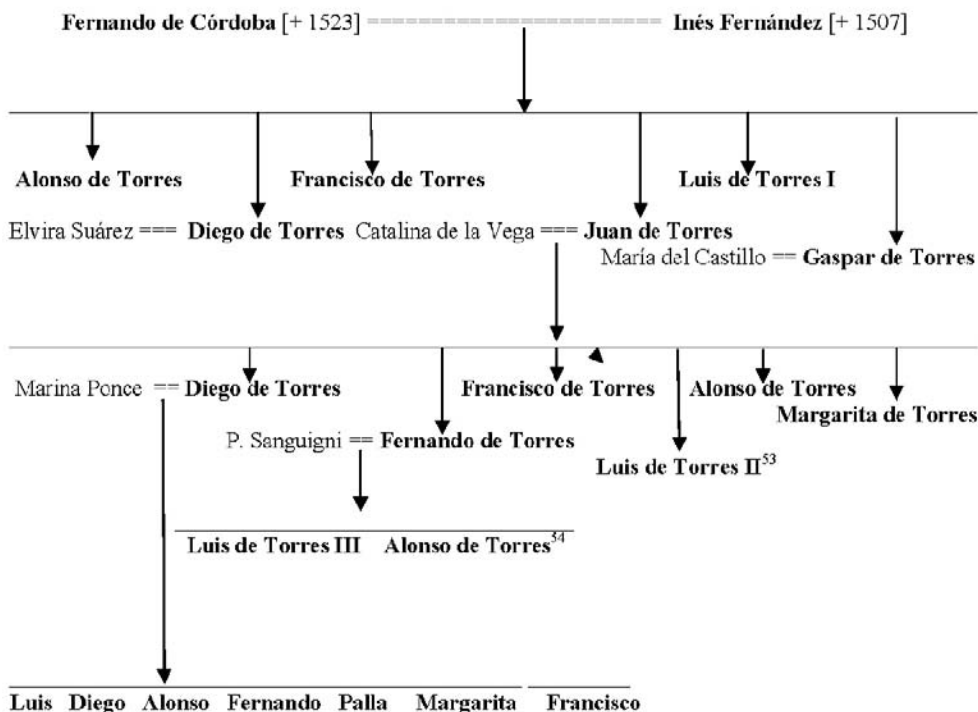 Fernando de Córdoba [+ 1523] ======================== Inés Fernández [+ 1507]
Alonso de Torres Francisco de Torres Luis de Torres I
Elvira Suárez === Diego de Torres Catalina de la Vega === Juan de Torres
María del Castillo == Gaspar de Torres
Marina Ponce == Diego de Torres Francisco de Torres Alonso de Torres
Margarita de Torres
P. Sanguigni == Fernando de Torres
Luis de Torres II53
Luis de Torres III Alonso de Torres54
Luis Diego Alonso Fernando Palla Margarita Francisco